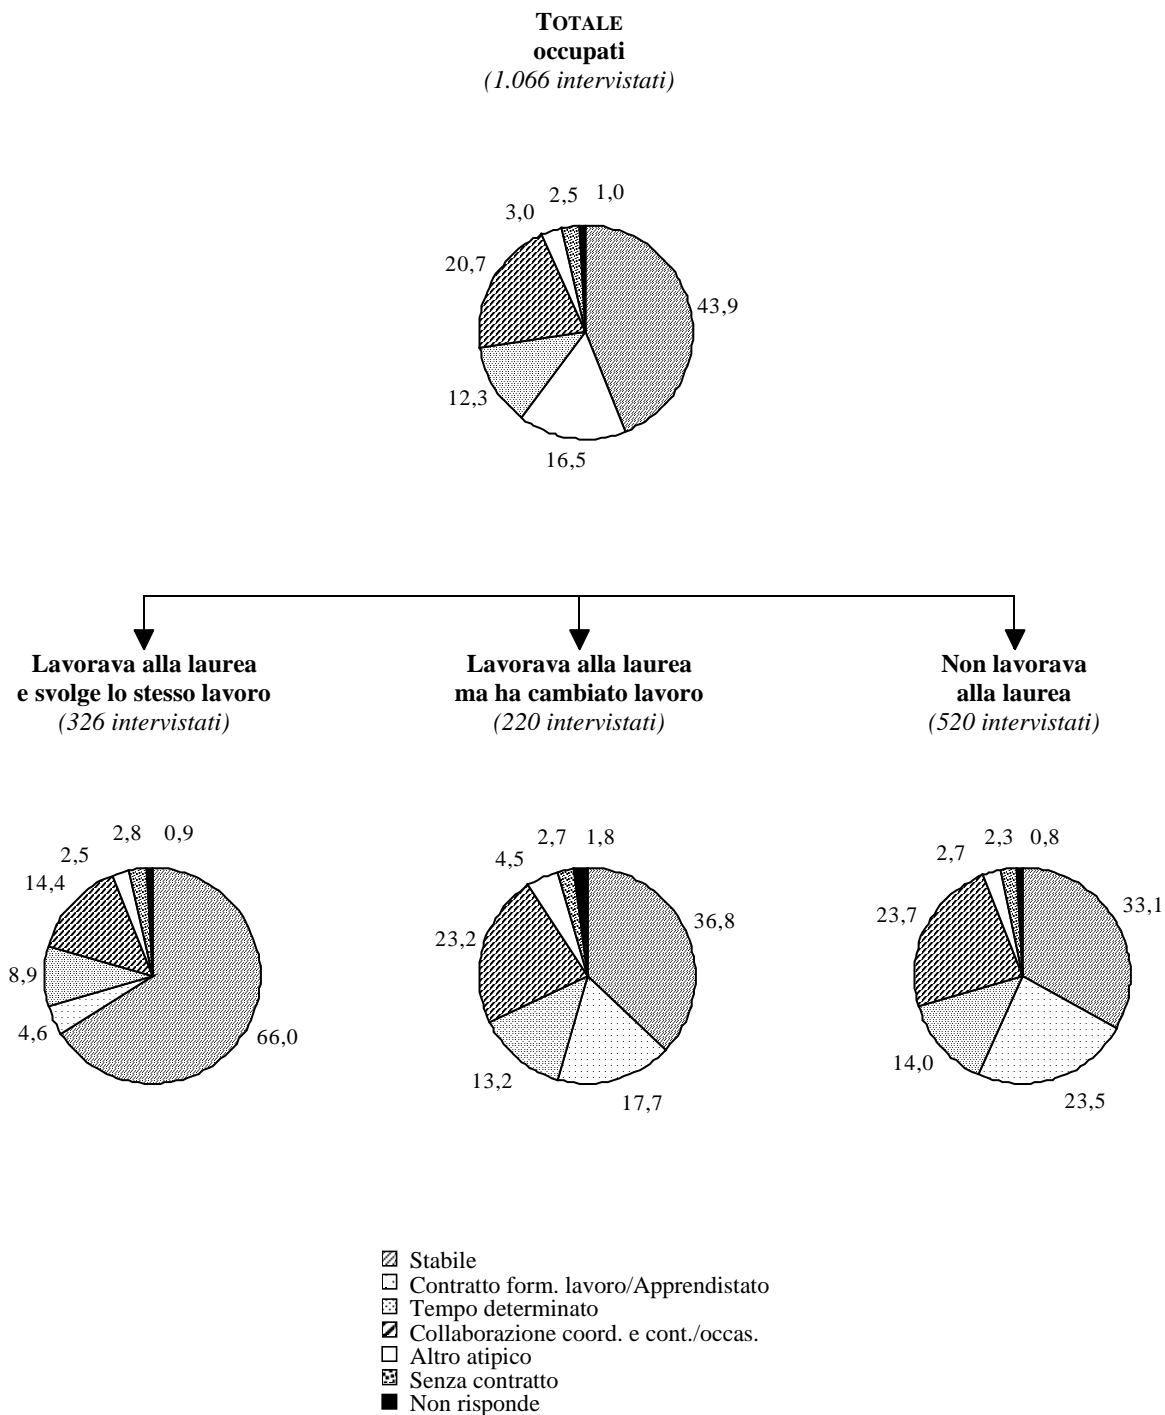 TOTALE
occupati
(1.066 intervistati)
2,5 1,0
3,0
20,7
43,9
12,3
16,5
Lavorava alla laurea
e svolge lo stesso lavoro
(326 intervistati)
Lavorava alla laurea
ma ha cambiato lavoro
(220 intervistati)
Non lavorava
alla laurea
(520 intervistati)
2,8 0,9
2,5
14,4
8,9
4,6
66,0
2,7 1,8
4,5
23,2
36,8
13,2
17,7
2,3 0,8
2,7
23,7
33,1
14,0
23,5
Stabile
Contratto form. lavoro/Apprendistato
Tempo determinato
Collaborazione coord. e cont./occas.
Altro atipico
Senza contratto
Non risponde